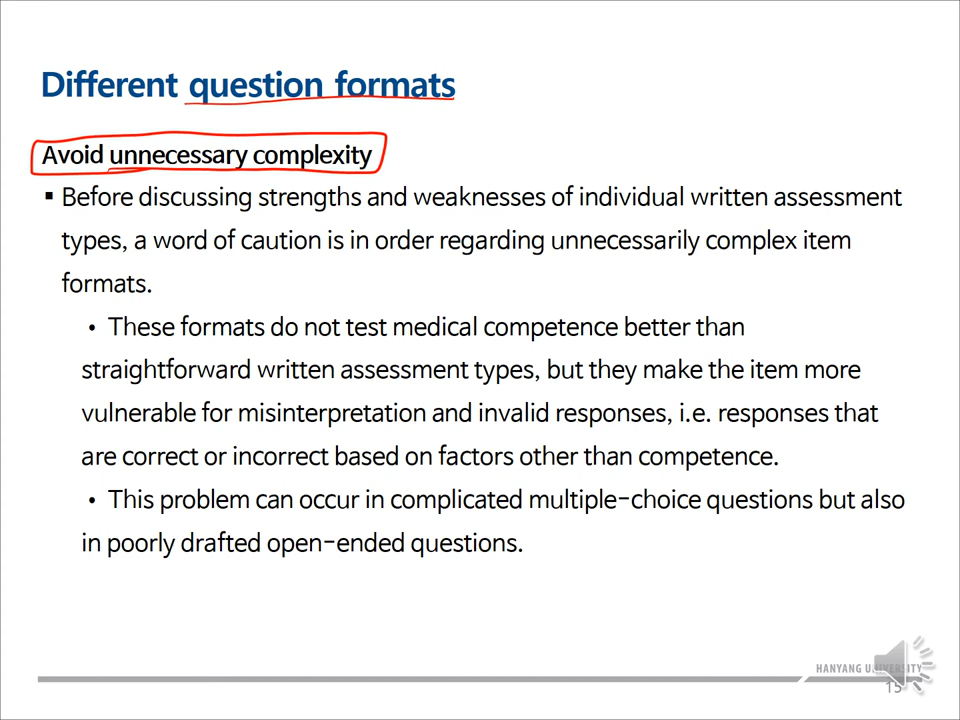 Different question formats
Avoid unnecessary complexity
▪ Before discussing strengths and weaknesses of individual written assessment
types, a word of caution is in order regarding unnecessarily complex item
formats.
• These formats do not test medical competence better than
straightforward written assessment types, but they make the item more
vulnerable for misinterpretation and invalid responses, i.e. responses that
are correct or incorrect based on factors other than competence.
• This problem can occur in complicated multiple-choice questions but also
in poorly drafted open-ended questions.
HANYANG UNIVERSITY
15